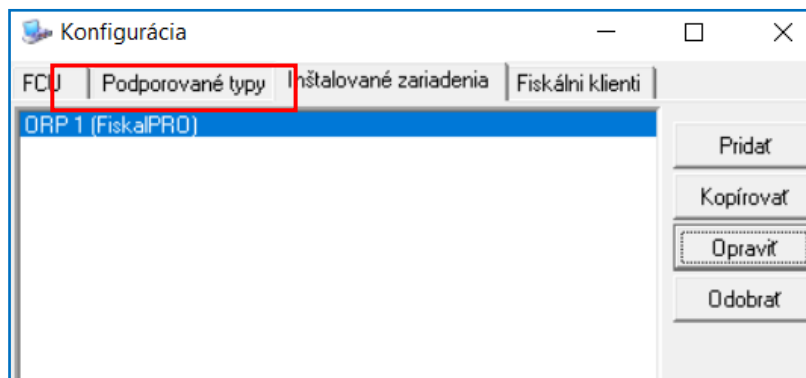 Konfigurácia
FCU Podporované typy Inštalované zariadenia Fiskálni klienti
ORP 1 (FiskalPRO)
Pridať
Kopírovať
Opraviť
Odobrať